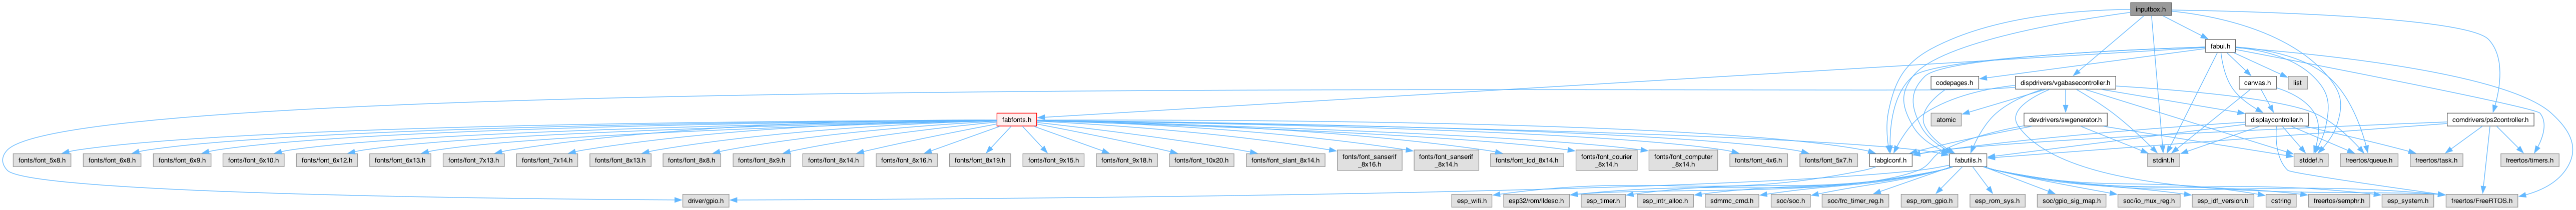 inputbox.h
fabui.h
codepages.h
dispdrivers/vgabasecontroller.h
canvas.h
list
fabfonts.h
atomic
devdrivers/swgenerator.h
displaycontroller.h
comdrivers/ps2controller.h
fonts/font_5x8.h
fonts/font_6x8.h
fonts/font_6x9.h
fonts/font_6x10.h
fonts/font_6x12.h
fonts/font_6x13.h
fonts/font_7x13.h
fonts/font_7x14.h
fonts/font_8x13.h
fonts/font_8x8.h
fonts/font_8x9.h
fonts/font_8x14.h
fonts/font_8x16.h
fonts/font_8x19.h
fonts/font_9x15.h
fonts/font_9x18.h
fonts/font_10x20.h
fonts/font_slant_8x14.h
fonts/font_sanserif
_8x16.h
fonts/font_sanserif
_8x14.h
fonts/font_lcd_8x14.h
fonts/font_courier
_8x14.h
fonts/font_computer
_8x14.h
fonts/font_4x6.h
fonts/font_5x7.h
fabglconf.h
fabutils.h
stdint.h
stddef.h
freertos/queue.h
freertos/task.h
freertos/timers.h
driver/gpio.h
esp_wifi.h
esp32/rom/lldesc.h
esp_timer.h
esp_intr_alloc.h
sdmmc_cmd.h
soc/soc.h
soc/frc_timer_reg.h
esp_rom_gpio.h
esp_rom_sys.h
soc/gpio_sig_map.h
soc/io_mux_reg.h
esp_idf_version.h
cstring
freertos/semphr.h
esp_system.h
freertos/FreeRTOS.h